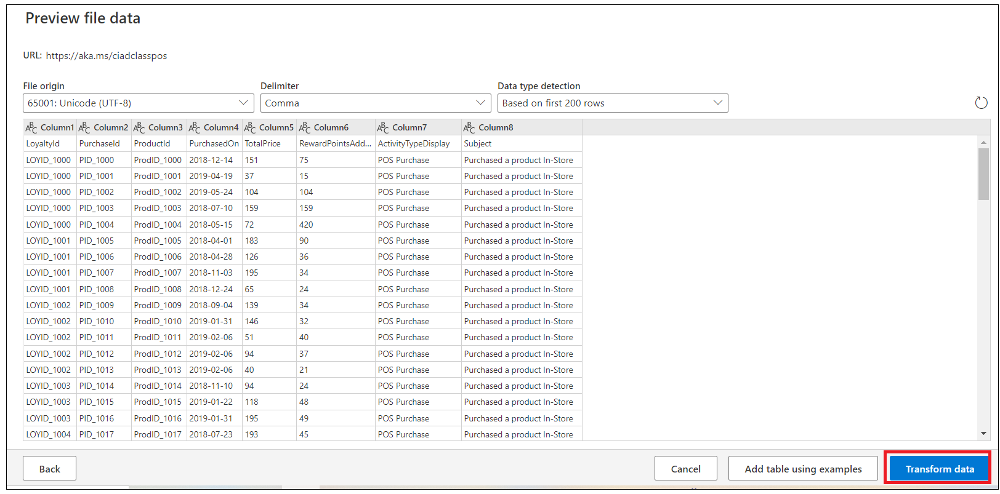 Preview file data
URL: https://aka.ms/ciadclasspos
File origin Delimiter Data type detection
65001: Unicode (UTF-8) Comma Based on first 200 rows
ABC Column1 ABC Column2 ABC Column3 ABC Column4 ABC Column5 ABC Column6 ABC Column7 ABC Column8
LoyaltyId PurchaseId ProductId PurchasedOn TotalPrice RewardPointsAdd... ActivityTypeDisplay Subject
LOYID_1000 PID_1000 ProdID_1000 2018-12-14 151 75 POS Purchase Purchased a product In-Store
LOYID_1000 PID_1001 ProdID_1001 2019-04-19 37 15 POS Purchase Purchased a product In-Store
LOYID_1000 PID_1002 ProdID_1002 2019-05-24 104 104 POS Purchase Purchased a product In-Store
LOYID_1000 PID_1003 ProdID_1003 2018-07-10 159 159 POS Purchase Purchased a product In-Store
LOYID_1000 PID_1004 ProdID_1004 2018-05-15 72 420 POS Purchase Purchased a product In-Store
LOYID_1001 PID_1005 ProdID_1005 2018-04-01 183 90 POS Purchase Purchased a product In-Store
LOYID_1001 PID_1006 ProdID_1006 2018-04-28 126 36 POS Purchase Purchased a product In-Store
LOYID_1001 PID_1007 ProdID_1007 2018-11-03 195 34 POS Purchase Purchased a product In-Store
LOYID_1001 PID_1008 ProdID_1008 2018-12-24 65 24 POS Purchase Purchased a product In-Store
LOYID_1002 PID_1009 ProdID_1009 2018-09-04 139 34 POS Purchase Purchased a product In-Store
LOYID_1002 PID_1010 ProdID_1010 2019-01-31 146 32 POS Purchase Purchased a product In-Store
LOYID_1002 PID_1011 ProdID_1011 2019-02-06 51 40 POS Purchase Purchased a product In-Store
LOYID_1002 PID_1012 ProdID_1012 2019-02-06 94 37 POS Purchase Purchased a product In-Store
LOYID_1002 PID_1013 ProdID_1013 2019-02-06 40 21 POS Purchase Purchased a product In-Store
LOYID_1003 PID_1014 ProdID_1014 2018-11-10 94 24 POS Purchase Purchased a product In-Store
LOYID_1003 PID_1015 ProdID_1015 2019-01-22 118 48 POS Purchase Purchased a product In-Store
LOYID_1003 PID_1016 ProdID_1016 2019-01-31 195 49 POS Purchase Purchased a product In-Store
LOYID_1004 PID_1017 ProdID_1017 2018-07-23 193 45 POS Purchase Purchased a product In-Store
Back Cancel Add table using examples Transform data